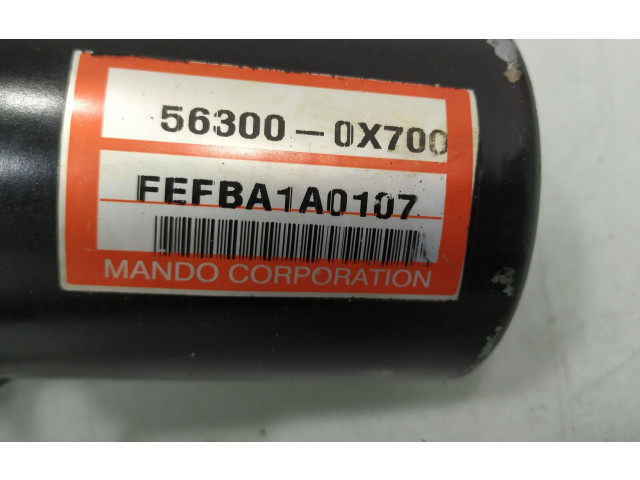 56300-0X700
FEFBA1A0107
MANDO CORPORATION